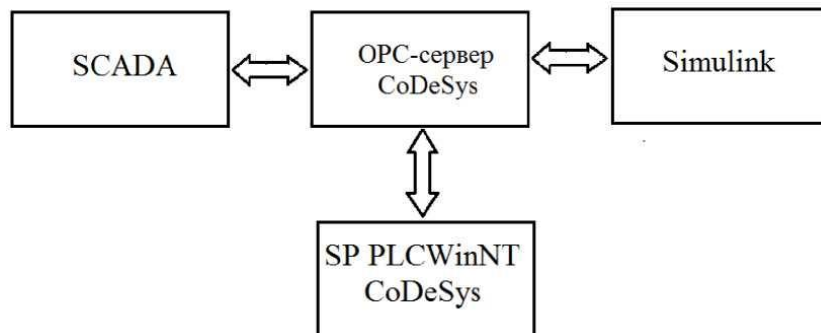 SCADA
OPC-сервер
CoDeSys
Simulink
SP PLCWinNT
CoDeSys